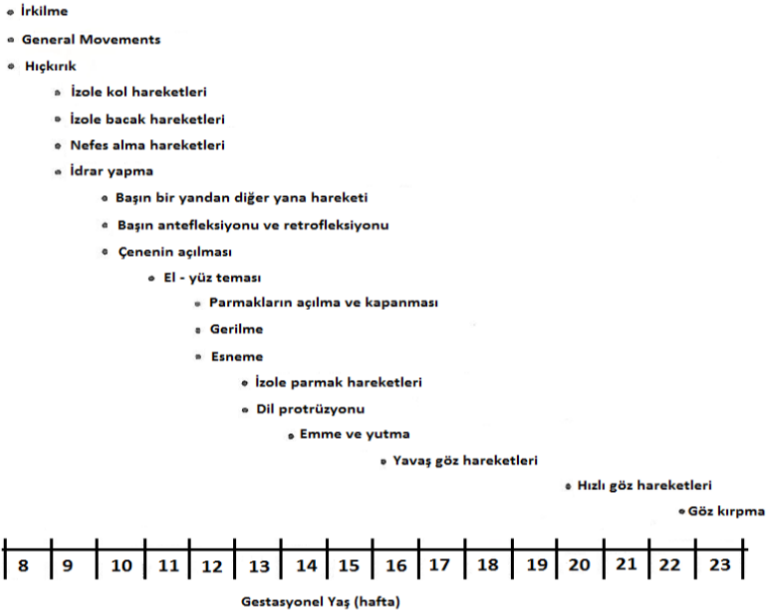 İrkilme
General Movements
Hıçkırık
İzole kol hareketleri
İzole bacak hareketleri
Nefes alma hareketleri
İdrar yapma
Başın bir yandan diğer yana hareketi
Başın antefleksiyonu ve retrofleksiyonu
Çenenin açılması
El - yüz teması
Parmakların açılma ve kapanması
Gerilme
Esneme
İzole parmak hareketleri
Dil protrüzyonu
Emme ve yutma
Yavaş göz hareketleri
Hızlı göz hareketleri
Göz kırpma
8 9 10 11 12 13 14 15 16 17 18 19 20 21 22 23
Gestasyonel Yaş (hafta)